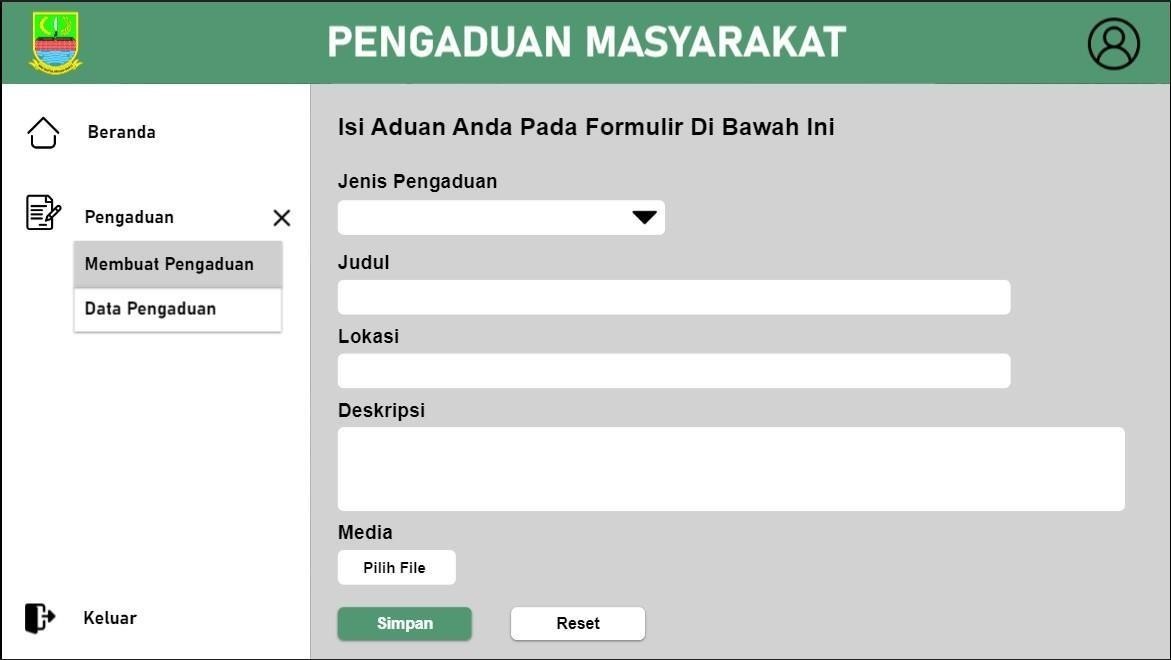 PENGADUAN MASYARAKAT
Beranda
Pengaduan
Membuat Pengaduan
Data Pengaduan
Keluar
Isi Aduan Anda Pada Formulir Di Bawah Ini
Jenis Pengaduan
Judul
Lokasi
Deskripsi
Media
Pilih File
Simpan
Reset